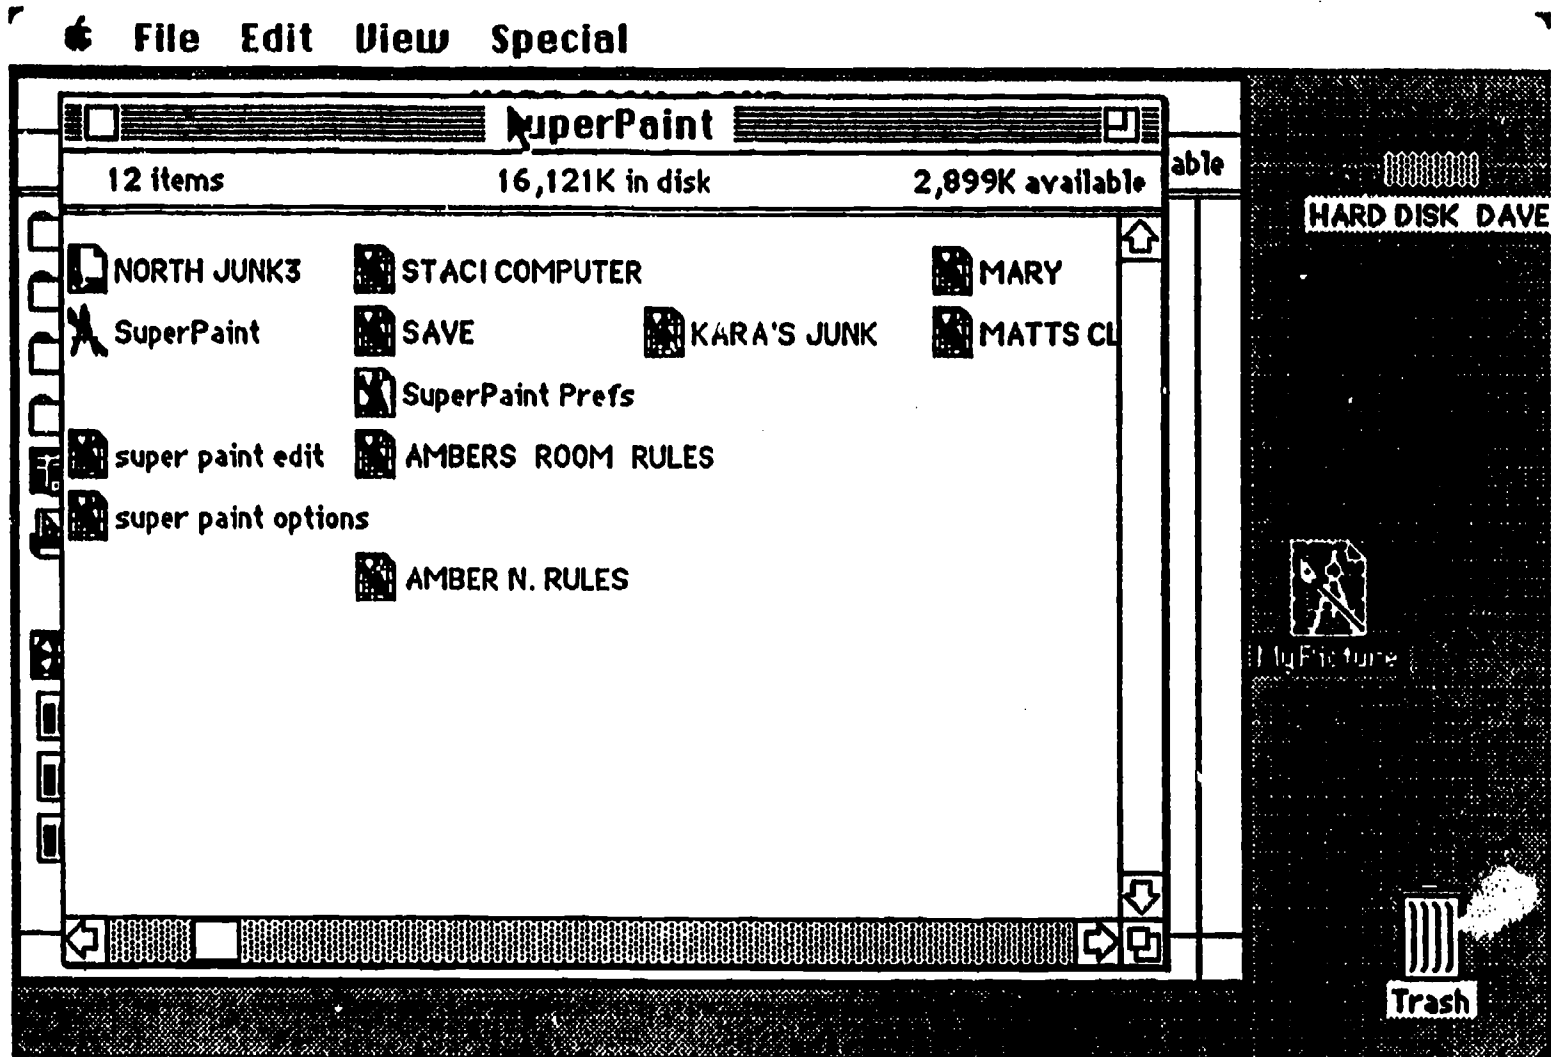 File Edit View Special
SuperPaint
12 items 16,121K in disk 2,899K available
able
HARD DISK DAVE
NORTH JUNK3 STACI COMPUTER MARY
SuperPaint SAVE KARA'S JUNK MATTS CL
SuperPaint Prefs
super paint edit AMBERS ROOM RULES
super paint options
AMBER N. RULES
MyPicture
Trash